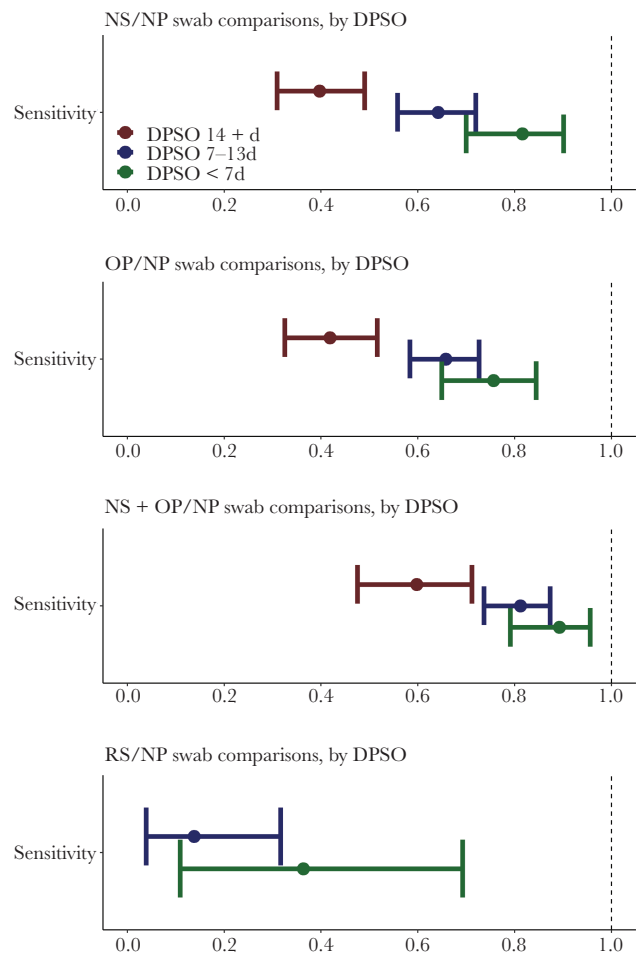 NS/NP swab comparisons, by DPSO
Sensitivity
DPSO 14 + d
DPSO 7–13d
DPSO < 7d
0.0 0.2 0.4 0.6 0.8 1.0
OP/NP swab comparisons, by DPSO
Sensitivity
0.0 0.2 0.4 0.6 0.8 1.0
NS + OP/NP swab comparisons, by DPSO
Sensitivity
0.0 0.2 0.4 0.6 0.8 1.0
RS/NP swab comparisons, by DPSO
Sensitivity
0.0 0.2 0.4 0.6 0.8 1.0